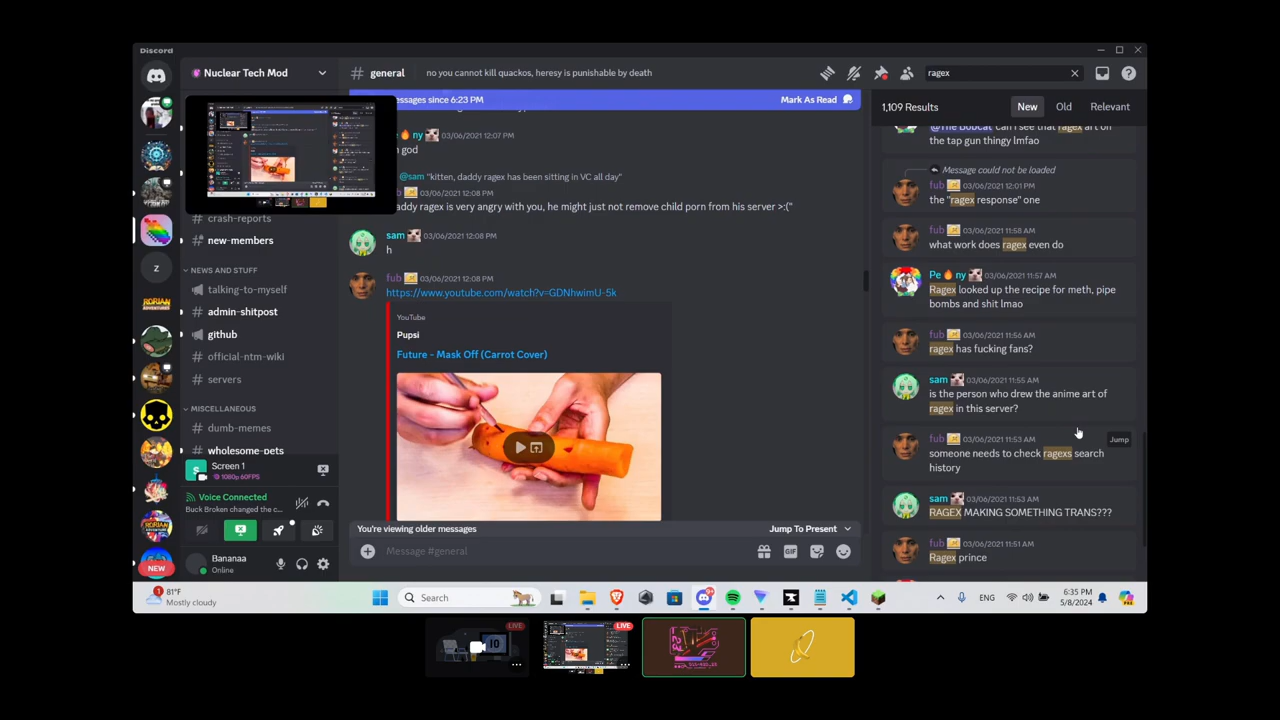 Discord
Nuclear Tech Mod
general
no you cannot kill quackos, heresy is punishable by death
ragex
essages since 6:23 PM
Mark As Read
1,109 Results
New
Old
Relevant
crash-reports
new-members
NEWS AND STUFF
talking-to-myself
admin-shitpost
github
official-ntm-wiki
servers
MISCELLANEOUS
dumb-memes
wholesome-pets
Screen 1
1080p 60FPS
Voice Connected
Buck Broken changed the c...
Bananaa
Online
NEW
z
ny 03/06/2021 12:07 PM
god
@sam "kitten, daddy ragex has been sitting in VC all day"
03/06/2021 12:08 PM
addy ragex is very angry with you, he might just not remove child porn from his server >:("
sam 03/06/2021 12:08 PM
h
fub 03/06/2021 12:08 PM
https://www.youtube.com/watch?v=GDNhwimU-5k
YouTube
Pupsi
Future - Mask Off (Carrot Cover)
You're viewing older messages
Jump To Present
Message #general
GIF
@The Bobcat can't see that ragex art on
the tap gun thingy lmfao
Message could not be loaded
fub 03/06/2021 12:01 PM
the "ragex response" one
fub 03/06/2021 11:58 AM
what work does ragex even do
Pe ny 03/06/2021 11:57 AM
Ragex looked up the recipe for meth, pipe
bombs and shit lmao
fub 03/06/2021 11:56 AM
ragex has fucking fans?
sam 03/06/2021 11:55 AM
is the person who drew the anime art of
ragex in this server?
fub 03/06/2021 11:53 AM
Jump
someone needs to check ragexs search
history
sam 03/06/2021 11:53 AM
RAGEX MAKING SOMETHING TRANS???
fub 03/06/2021 11:51 AM
Ragex prince
81°F
Mostly cloudy
Search
ENG
6:35 PM
5/8/2024
LIVE
LIVE